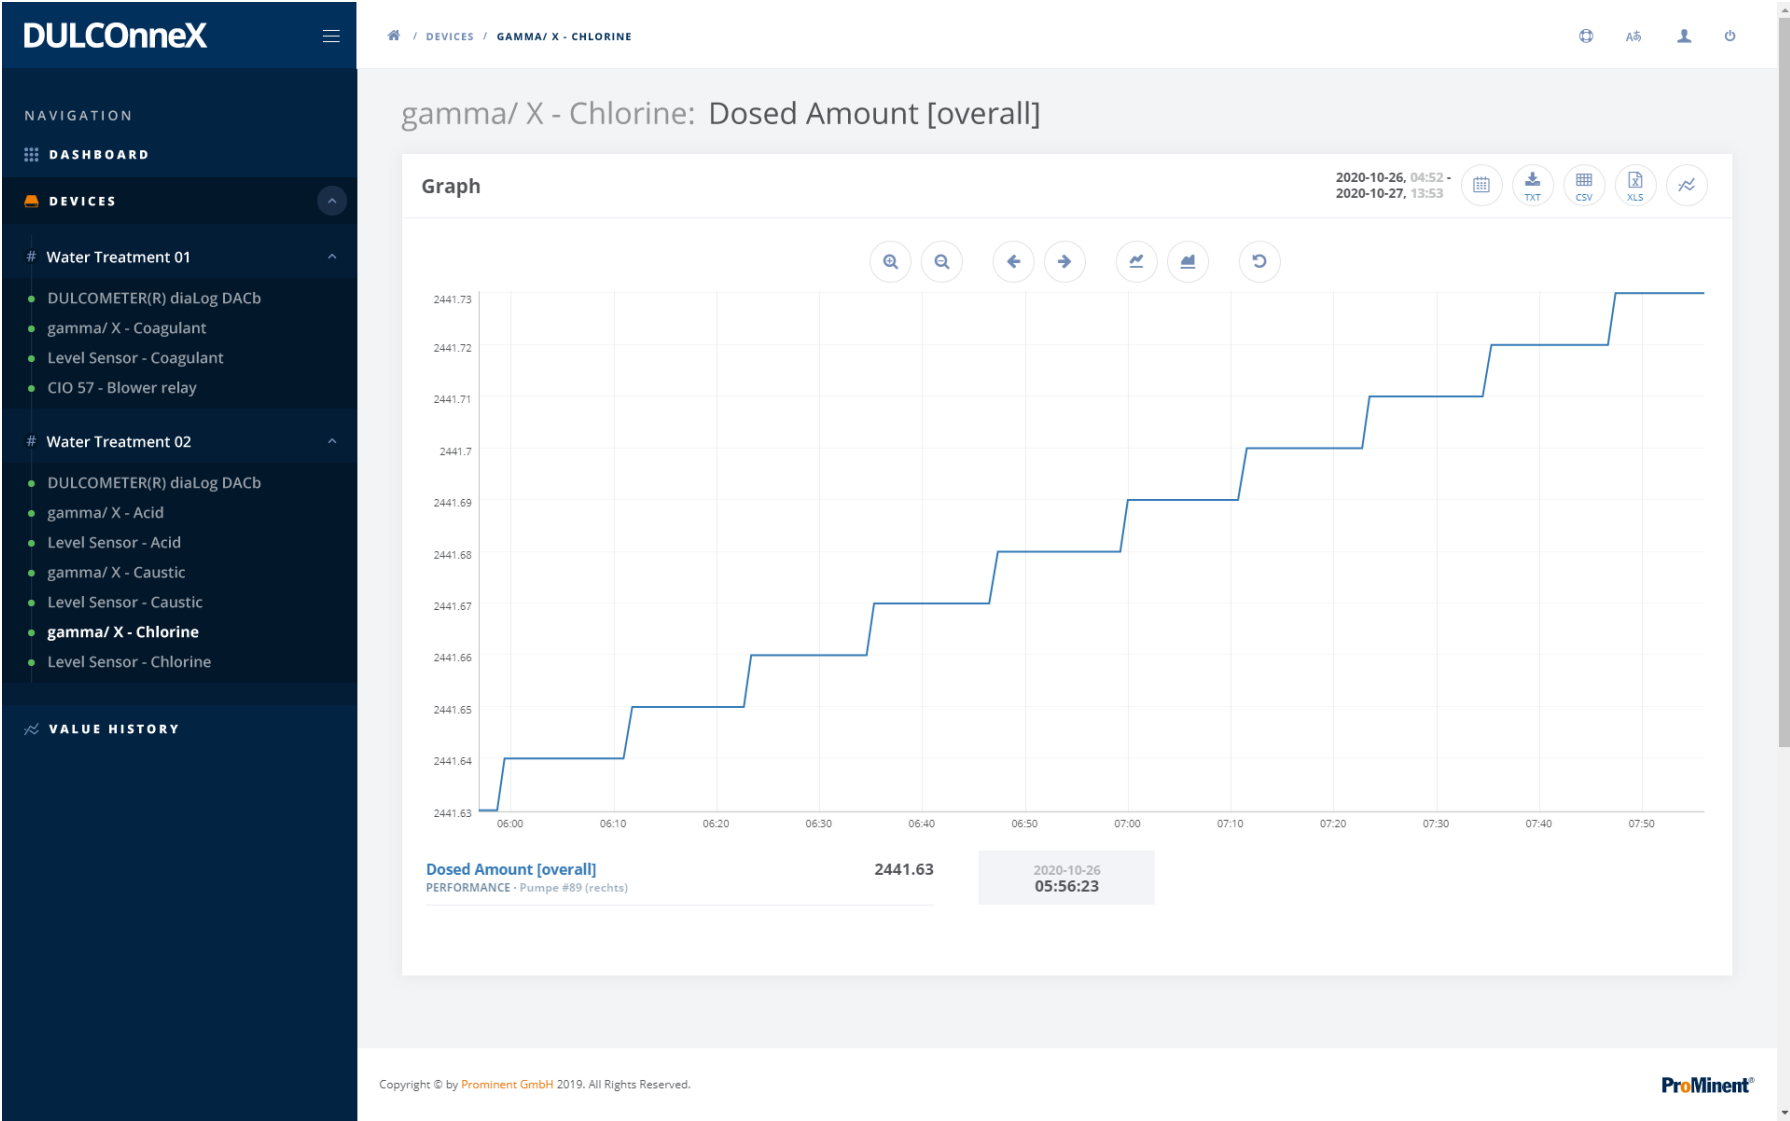 DULCOnneX
/ DEVICES / GAMMA/ X - CHLORINE
NAVIGATION
DASHBOARD
DEVICES
# Water Treatment 01
DULCOMETER(R) diaLog DACb
gamma/ X - Coagulant
Level Sensor - Coagulant
CIO 57 - Blower relay
# Water Treatment 02
DULCOMETER(R) diaLog DACb
gamma/ X - Acid
Level Sensor - Acid
gamma/ X - Caustic
Level Sensor - Caustic
gamma/ X - Chlorine
Level Sensor - Chlorine
VALUE HISTORY
gamma/ X - Chlorine: Dosed Amount [overall]
Graph
2020-10-26, 04:52 -
2020-10-27, 13:53
TXT
CSV
XLS
2441.73
2441.72
2441.71
2441.7
2441.69
2441.68
2441.67
2441.66
2441.65
2441.64
2441.63
06:00 06:10 06:20 06:30 06:40 06:50 07:00 07:10 07:20 07:30 07:40 07:50
Dosed Amount [overall] 2441.63
PERFORMANCE · Pumpe #89 (rechts)
2020-10-26
05:56:23
Copyright © by Prominent GmbH 2019. All Rights Reserved.
ProMinent®